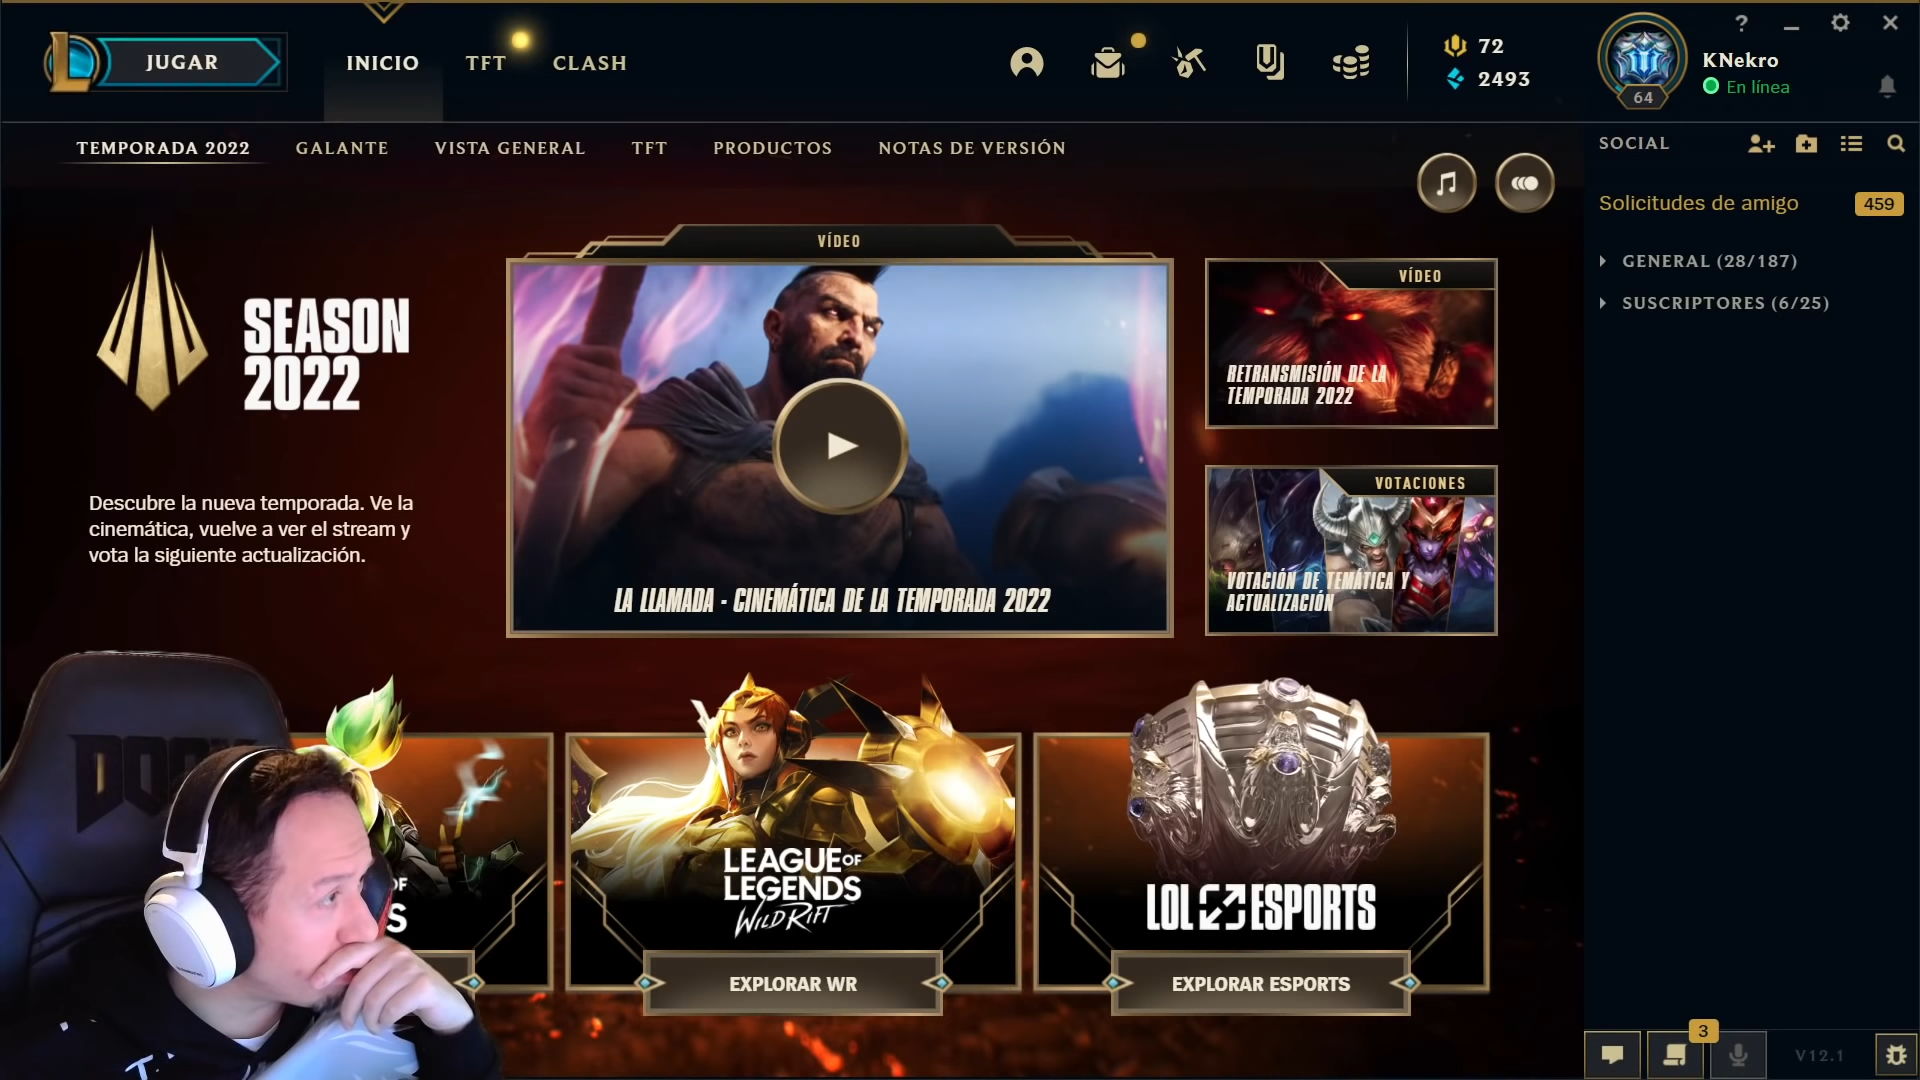 JUGAR
INICIO
TFT
CLASH
72
2493
64
KNekro
En línea
TEMPORADA 2022
GALANTE
VISTA GENERAL
TFT
PRODUCTOS
NOTAS DE VERSIÓN
SOCIAL
Solicitudes de amigo
459
GENERAL (28/187)
SUSCRIPTORES (6/25)
SEASON
2022
Descubre la nueva temporada. Ve la
cinemática, vuelve a ver el stream y
vota la siguiente actualización.
VÍDEO
LA LLAMADA - CINEMÁTICA DE LA TEMPORADA 2022
VÍDEO
RETRANSMISIÓN DE LA
TEMPORADA 2022
VOTACIONES
VOTACIÓN DE TEMÁTICA Y
ACTUALIZACIÓN
OF
S
LEAGUE OF
LEGENDS
WILD RIFT
EXPLORAR WR
LOL ESPORTS
EXPLORAR ESPORTS
3
V12.1